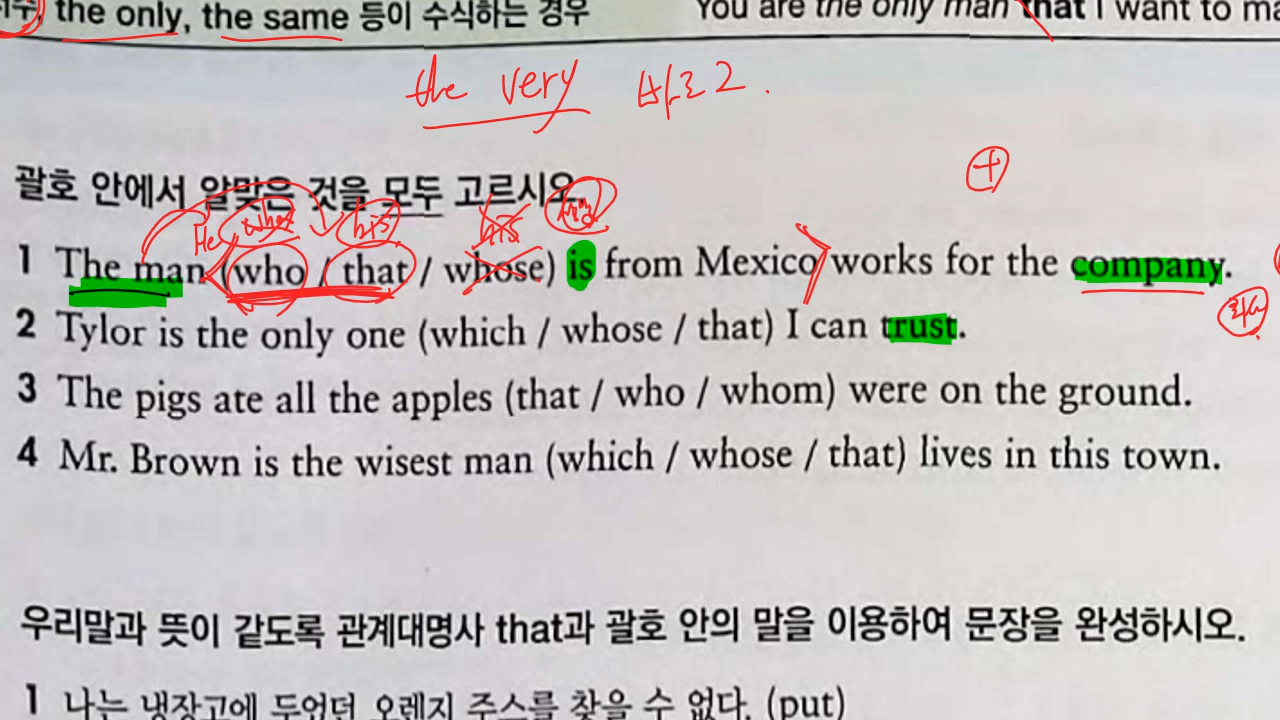 the only, the same 등이 수식하는 경우
You are the only man that I want to ma
the very 바로 2.
괄호 안에서 알맞은 것을 모두 고르시오.
He his his
1 The man (who / that / whose) is from Mexico works for the company.
회사
2 Tylor is the only one (which / whose / that) I can trust.
3 The pigs ate all the apples (that / who / whom) were on the ground.
4 Mr. Brown is the wisest man (which / whose / that) lives in this town.
우리말과 뜻이 같도록 관계대명사 that과 괄호 안의 말을 이용하여 문장을 완성하시오.
1 나는 냉장고에 두었던 오렌지 주스를 찾을 수 없다. (put)